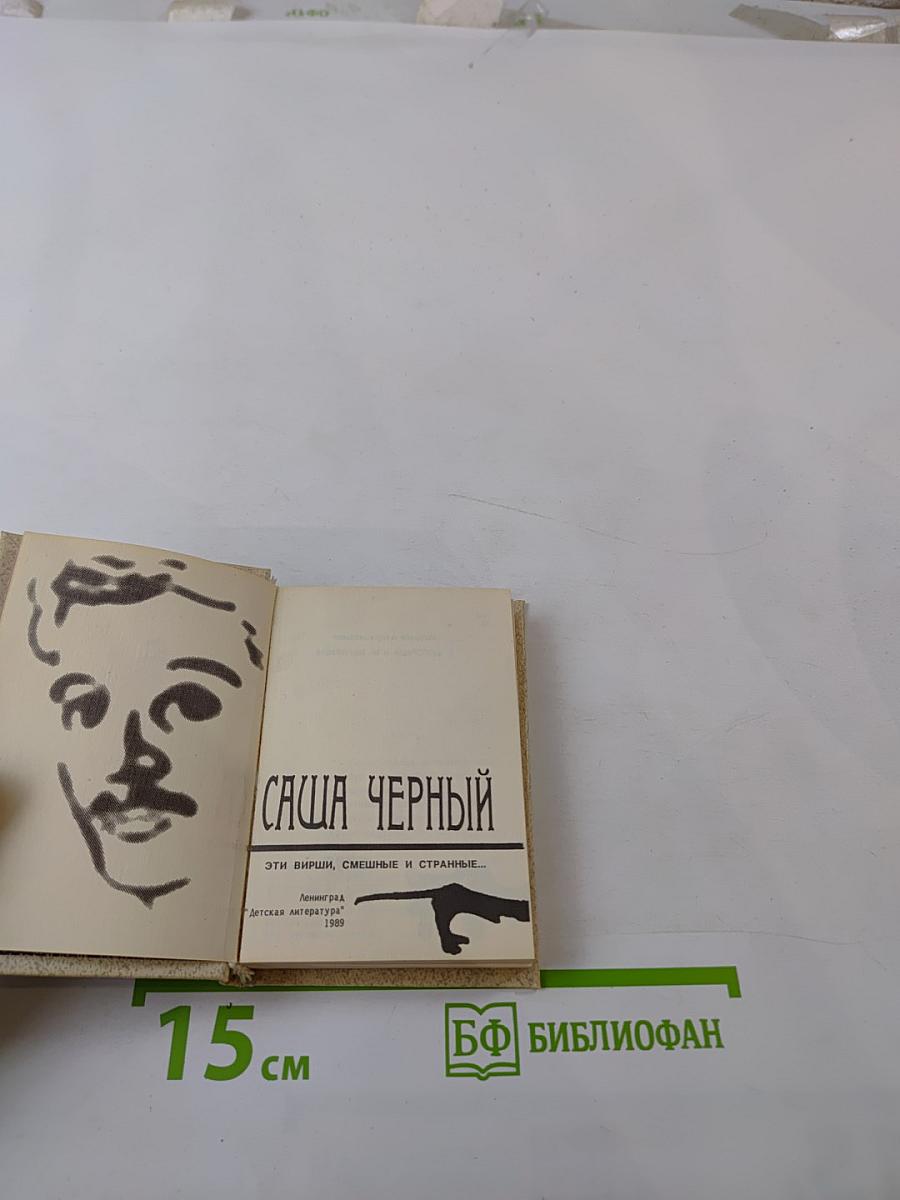 САША ЧЕРНЫЙ
ЭТИ ВИРШИ, СМЕШНЫЕ И СТРАННЫЕ...
Ленинград
"Детская литература"
1989
15 см
БФ БИБЛИОФАН